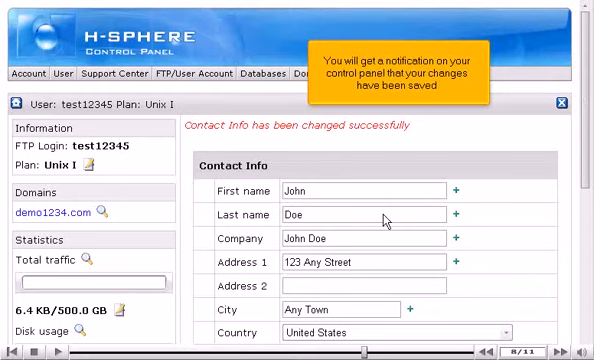 H-SPHERE
CONTROL PANEL
You will get a notification on your
control panel that your changes
have been saved
Account User Support Center FTP/User Account Databases
User: test12345 Plan: Unix I
Contact Info has been changed successfully
Information
FTP Login: test12345
Plan: Unix I
Domains
demo1234.com
Statistics
Total traffic
6.4 KB/500.0 GB
Disk usage
Contact Info
First name John
Last name Doe
Company John Doe
Address 1 123 Any Street
Address 2
City Any Town
Country United States
8/11